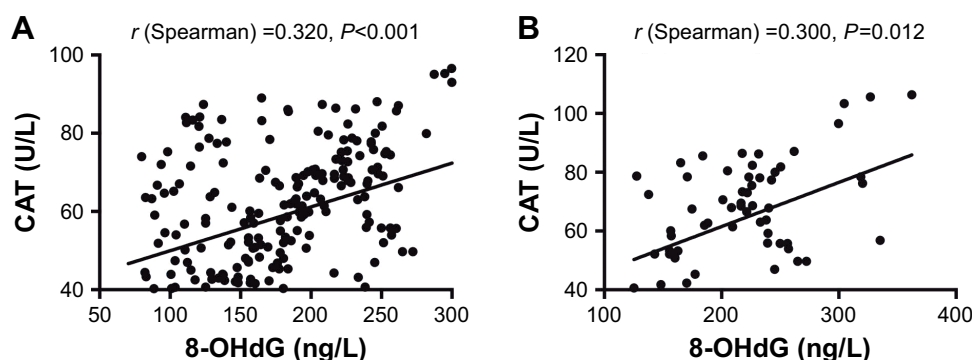 A
r (Spearman) =0.320, P<0.001
CAT (U/L)
100
80
60
40
50
100
150
200
250
300
8-OHdG (ng/L)
B
r (Spearman) =0.300, P=0.012
CAT (U/L)
120
100
80
60
40
100
200
300
400
8-OHdG (ng/L)